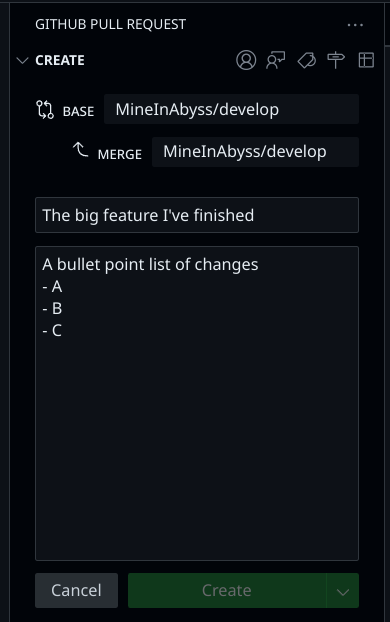 GITHUB PULL REQUEST
CREATE
BASE MineInAbyss/develop
MERGE MineInAbyss/develop
The big feature I've finished
A bullet point list of changes
- A
- B
- C
Cancel Create